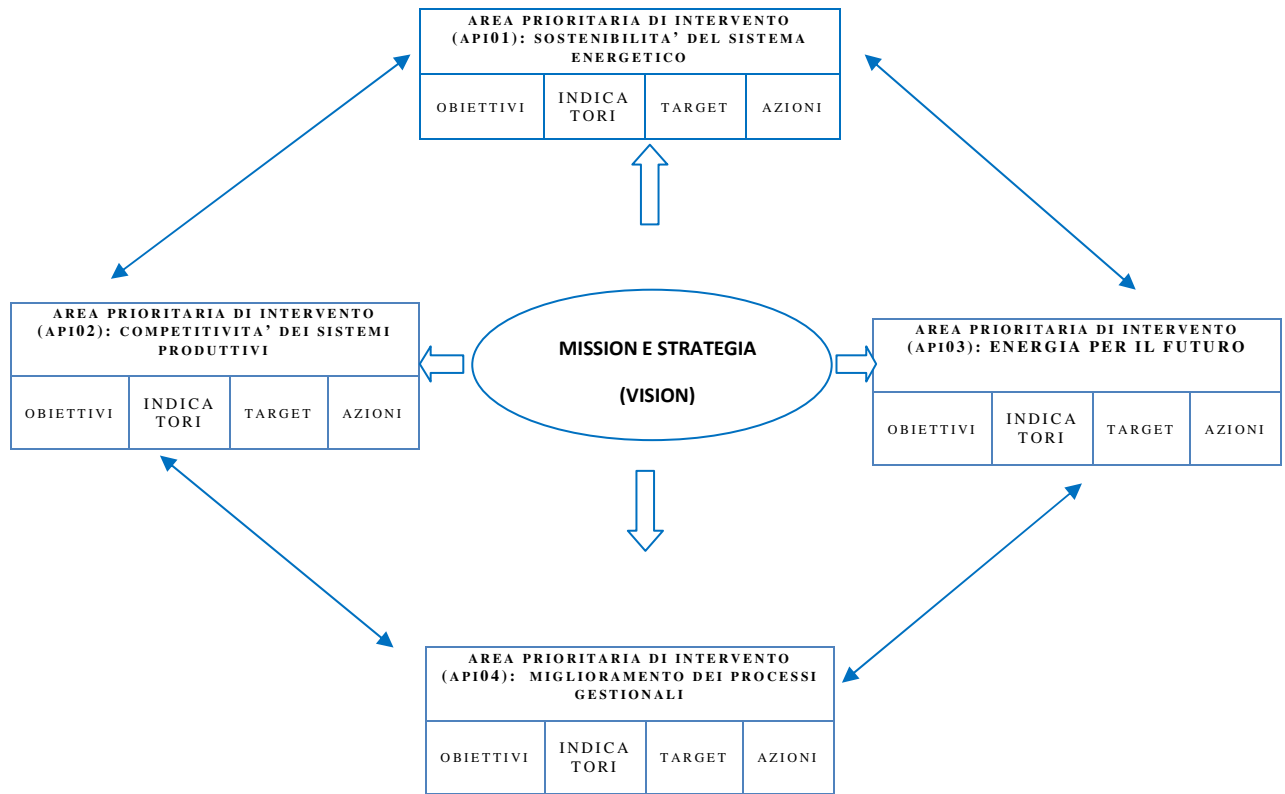 AREA PRIORITARIA DI INTERVENTO
(API01): SOSTENIBILITA’ DEL SISTEMA
ENERGETICO
OBIETTIVI
INDICA
TORI
TARGET
AZIONI
AREA PRIORITARIA DI INTERVENTO
(API02): COMPETITIVITA’ DEI SISTEMI
PRODUTTIVI
OBIETTIVI
INDICA
TORI
TARGET
AZIONI
MISSION E STRATEGIA
(VISION)
AREA PRIORITARIA DI INTERVENTO
(API03): ENERGIA PER IL FUTURO
OBIETTIVI
INDICA
TORI
TARGET
AZIONI
AREA PRIORITARIA DI INTERVENTO
(API04): MIGLIORAMENTO DEI PROCESSI
GESTIONALI
OBIETTIVI
INDICA
TORI
TARGET
AZIONI